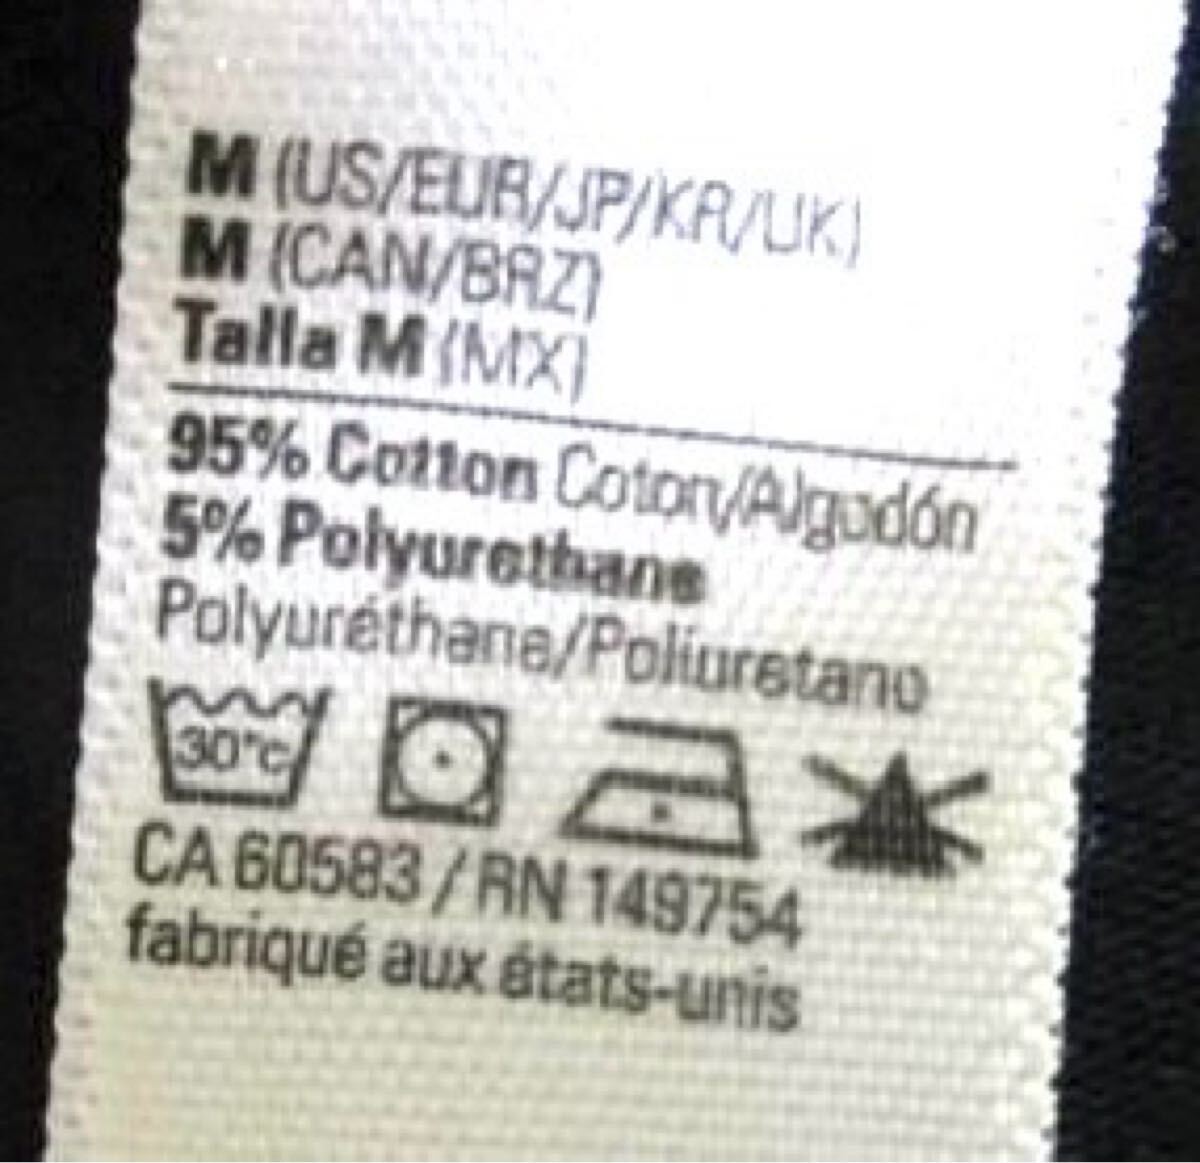 M (US/EUR/JP/KR/UK)
M (CAN/BRZ)
Talla M (MX)
95% Cotton Coton/Algodón
5% Polyurethane
Polyuréthane/Poliuretano
30°c
CA 60583 / RN 149754
fabriqué aux états-unis